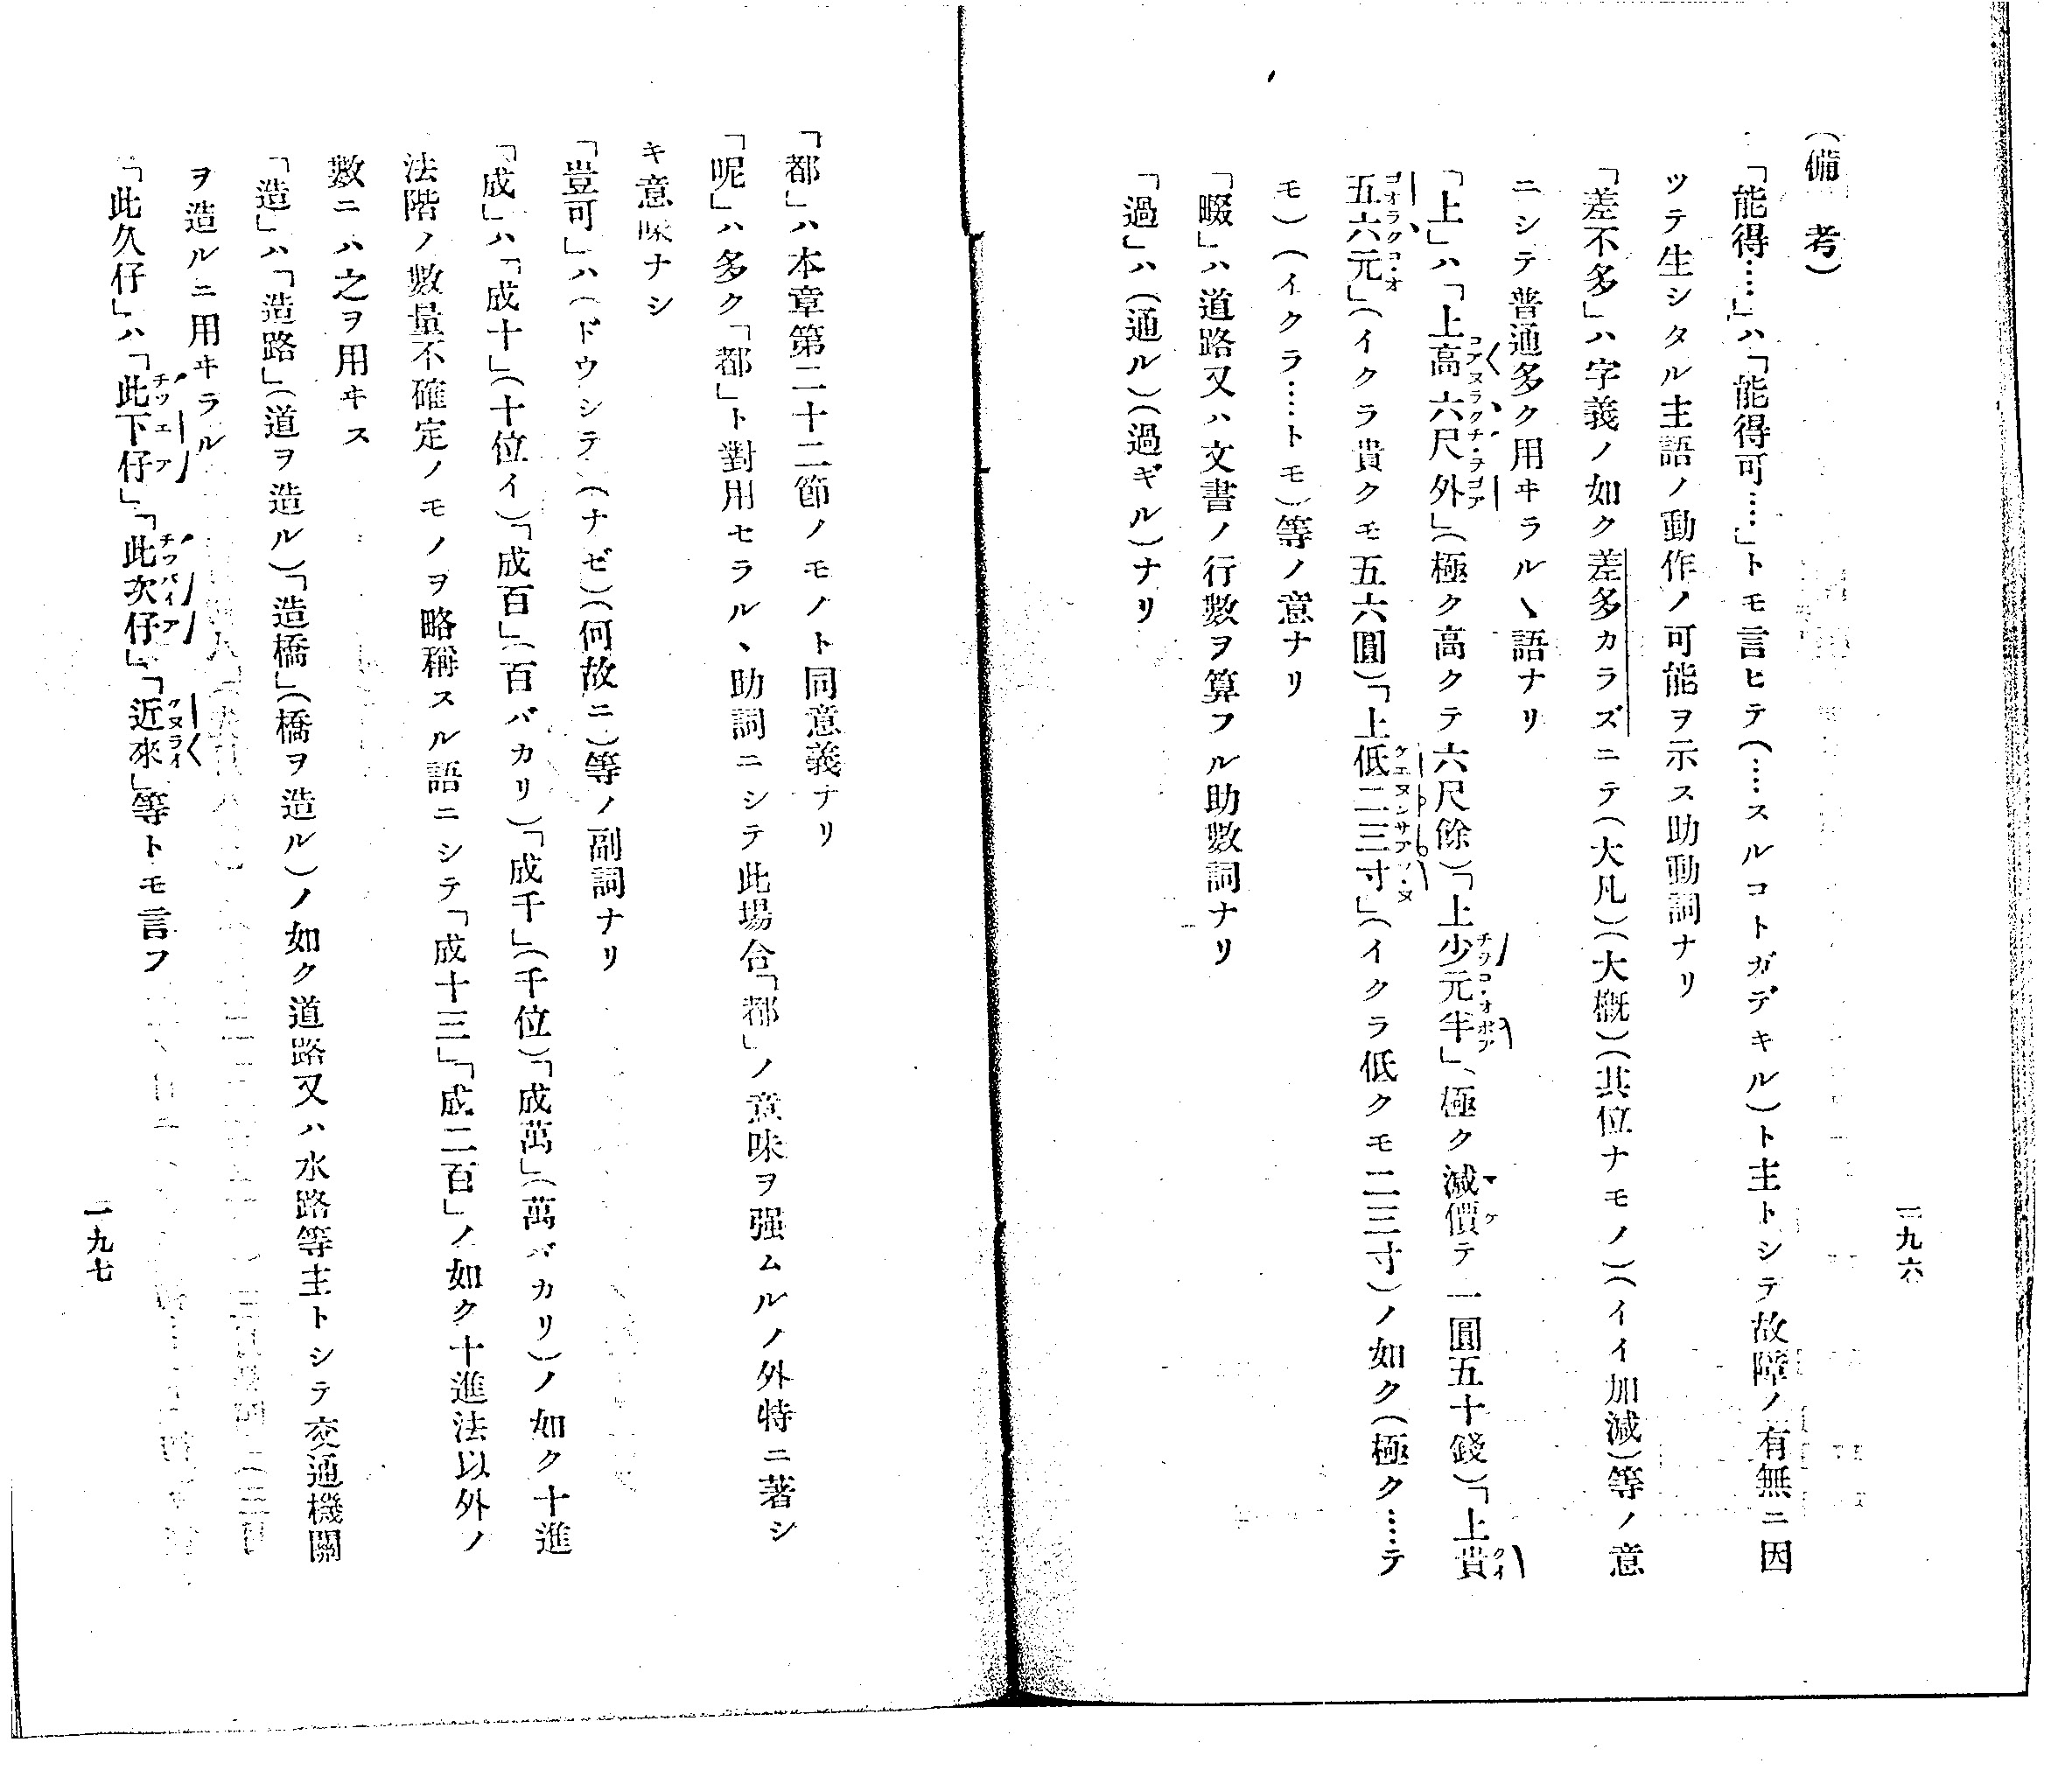 一九六
(備考)
「能得……」ハ「能得可……」トモ言ヒテ(……スルコトガデキル)ト主トシテ故障ノ有無ニ因
ツテ生シタル主語ノ動作ノ可能ヲ示ス助動詞ナリ
「差不多」ハ字義ノ如ク差多カラズニテ(大凡)(大槪)(其位ナモノ)(イイ加減)等ノ意
ニシテ普通多ク用ヰラルヽ語ナリ
「上」ハ「上高六尺外」(極ク高クテ六尺餘)「上少元半」(極ク減價テ一圓五十錢)「上貴
五六元」(イクラ貴クモ五六圓)「上低二三寸」(イクラ低クモ二三寸)ノ如ク(極ク……テ
モ)(イクラ……トモ)等ノ意ナリ
「畷」ハ道路又ハ文書ノ行數ヲ算フル助數詞ナリ
「過」ハ(通ル)(過ギル)ナリ
「都」ハ本章第二十二節ノモノト同意義ナリ
「呢」ハ多ク「都」ト對用セラルヽ助詞ニシテ此場合「都」ノ意味ヲ强ムルノ外特ニ著シ
キ意味ナシ
「豈可」ハ(ドウシテ)(ナゼ)(何故ニ)等ノ副詞ナリ
「成」ハ「成十」(十位イ)「成百」(百バカリ)「成千」(千位)「成萬」(萬バカリ)ノ如ク十進
法階ノ數量不確定ノモノヲ略稱スル語ニシテ「成十三」「成二百」ノ如ク十進法以外ノ
數ニハ之ヲ用ヰス
「造」ハ「造路」(道ヲ造ル)「造橋」(橋ヲ造ル)ノ如ク道路又ハ水路等主トシテ交通機關
ヲ造ルニ用ヰラル
「此久仔」ハ「此下仔」「此次仔」「近來」等トモ言フ
一九七